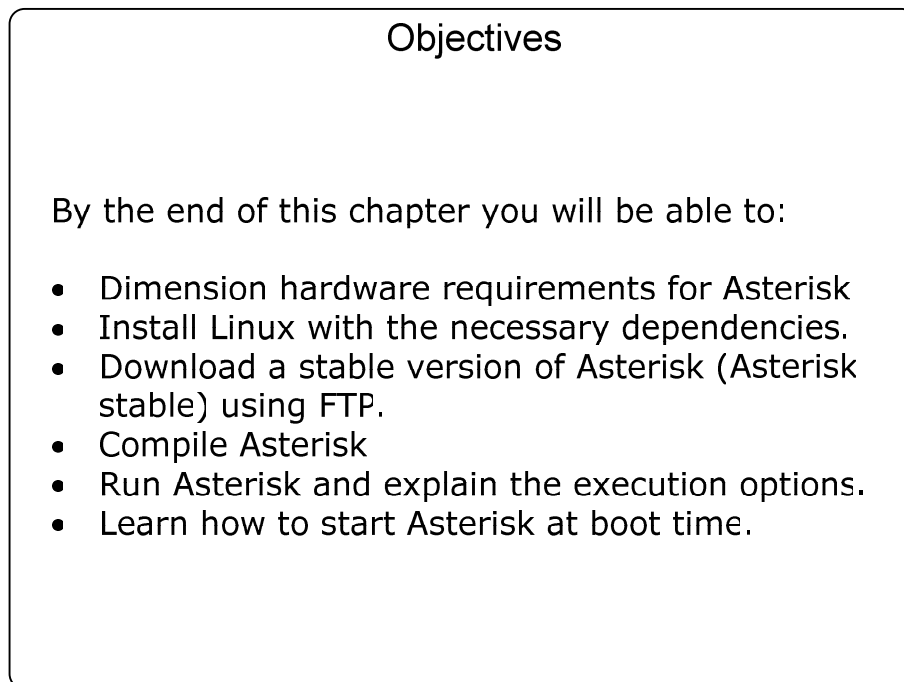 Objectives
By the end of this chapter you will be able to:
• Dimension hardware requirements for Asterisk
• Install Linux with the necessary dependencies.
• Download a stable version of Asterisk (Asterisk
stable) using FTP.
• Compile Asterisk
• Run Asterisk and explain the execution options.
• Learn how to start Asterisk at boot time.